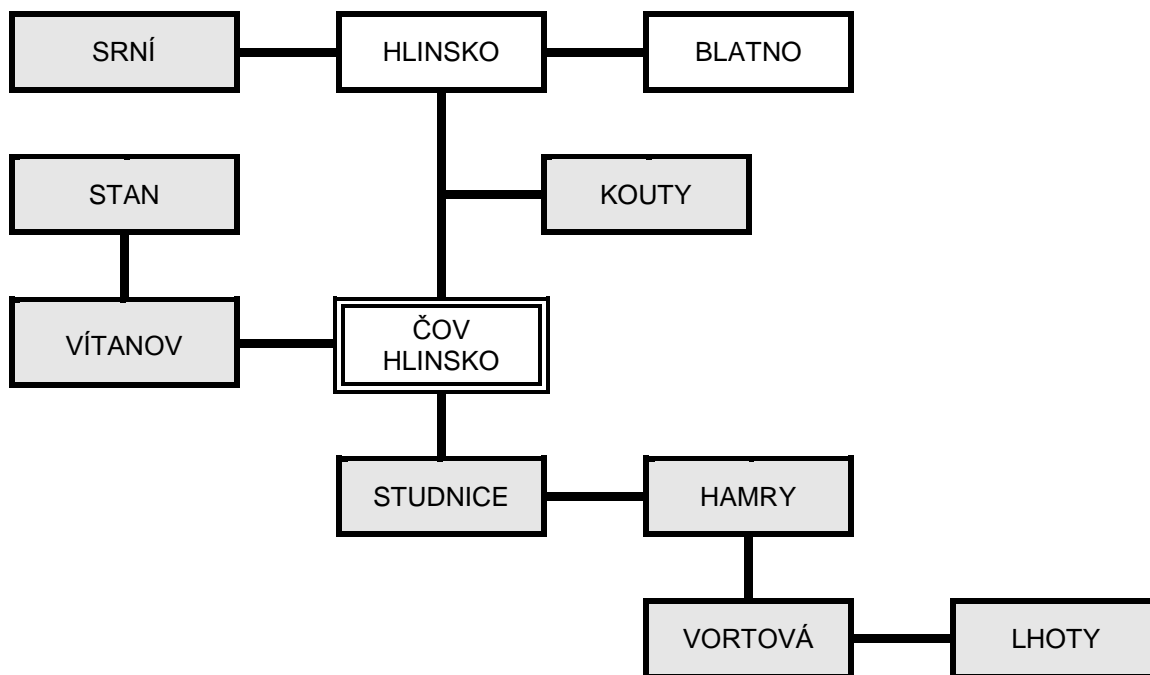 SRNÍ
HLINSKO
BLATNO
STAN
KOUTY
VÍTANOV
ČOV
HLINSKO
STUDNICE
HAMRY
VORTOVÁ
LHOTY